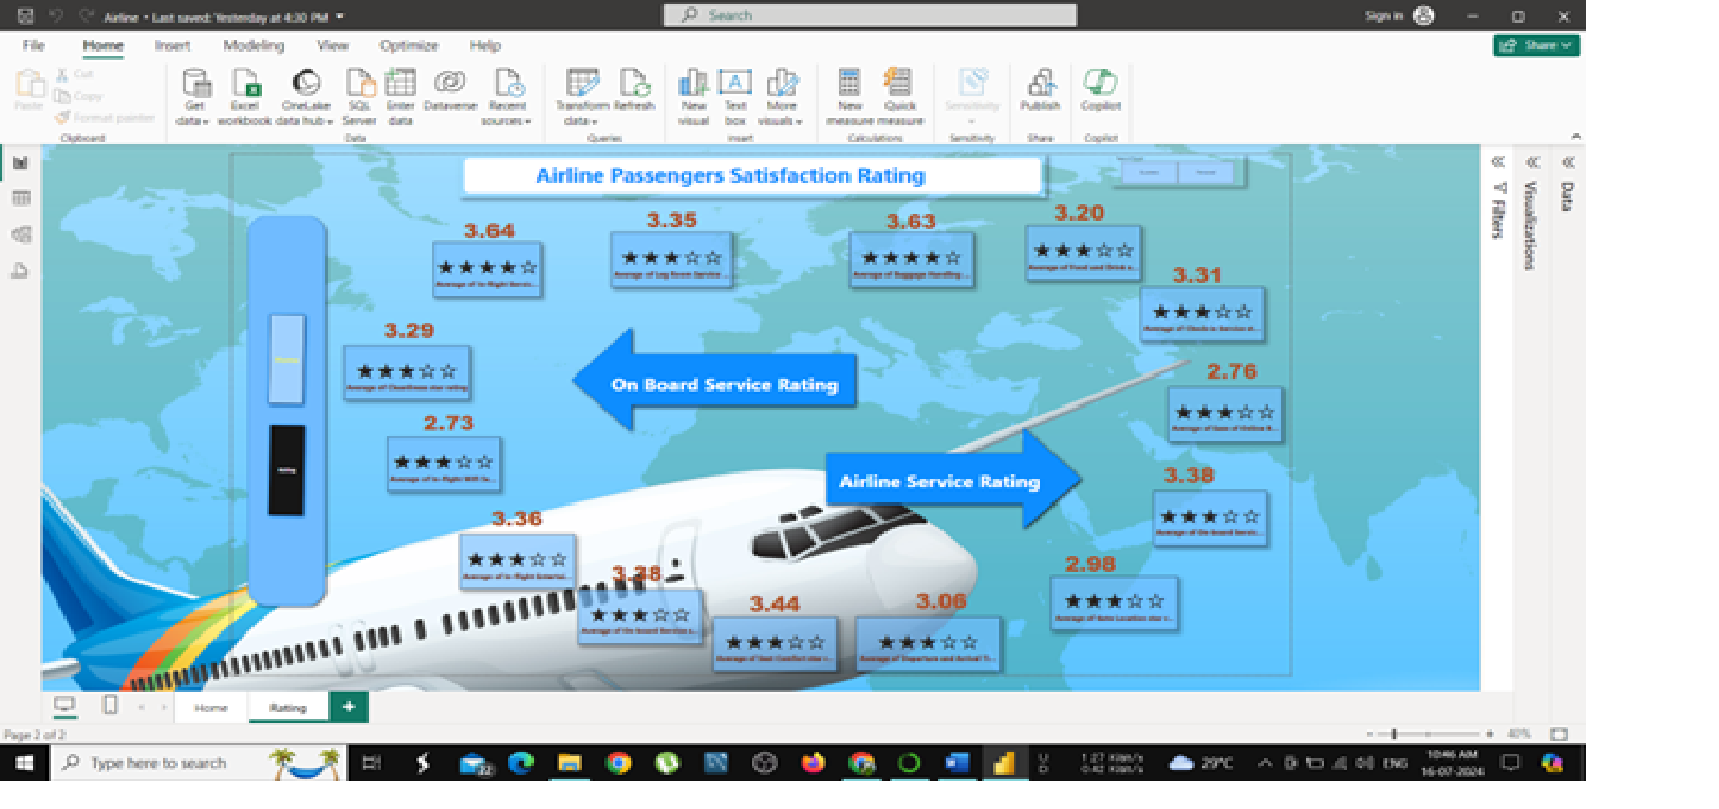 Airline • Last saved: Yesterday at 4:30 PM
Search
Sign in
File Home Insert Modeling View Optimize Help
Share
Paste
Cut
Copy
Format painter
Clipboard
Get data
Excel workbook
OneLake data hub
SQL Server
Enter data
Dataverse
Recent sources
Data
Transform data
Refresh
Queries
New visual
Text box
More visuals
Insert
New measure
Quick measure
Calculations
Sensitivity
Sensitivity
Publish
Share
Copilot
Copilot
Airline Passengers Satisfaction Rating
3.64
Average of In-flight Servic...
3.35
Average of Leg Room Service ...
3.63
Average of Baggage Handling ...
3.20
Average of Food and Drink s...
3.31
Average of Check-in Service st...
3.29
Average of Cleanliness star rating
On Board Service Rating
2.76
Average of Ease of Online B...
2.73
Average of In-flight Wifi Se...
Airline Service Rating
3.38
Average of On-board Servic...
3.36
Average of In-flight Entertai...
3.38
Average of On-board Service s...
3.44
Average of Seat Comfort star r...
3.06
Average of Departure and Arrival Ti...
2.98
Average of Gate Location star r...
Filters
Visualizations
Data
Home
Rating
Page 2 of 2
40%
Type here to search
22
29°C
ENG
10:46 AM
16-07-2024